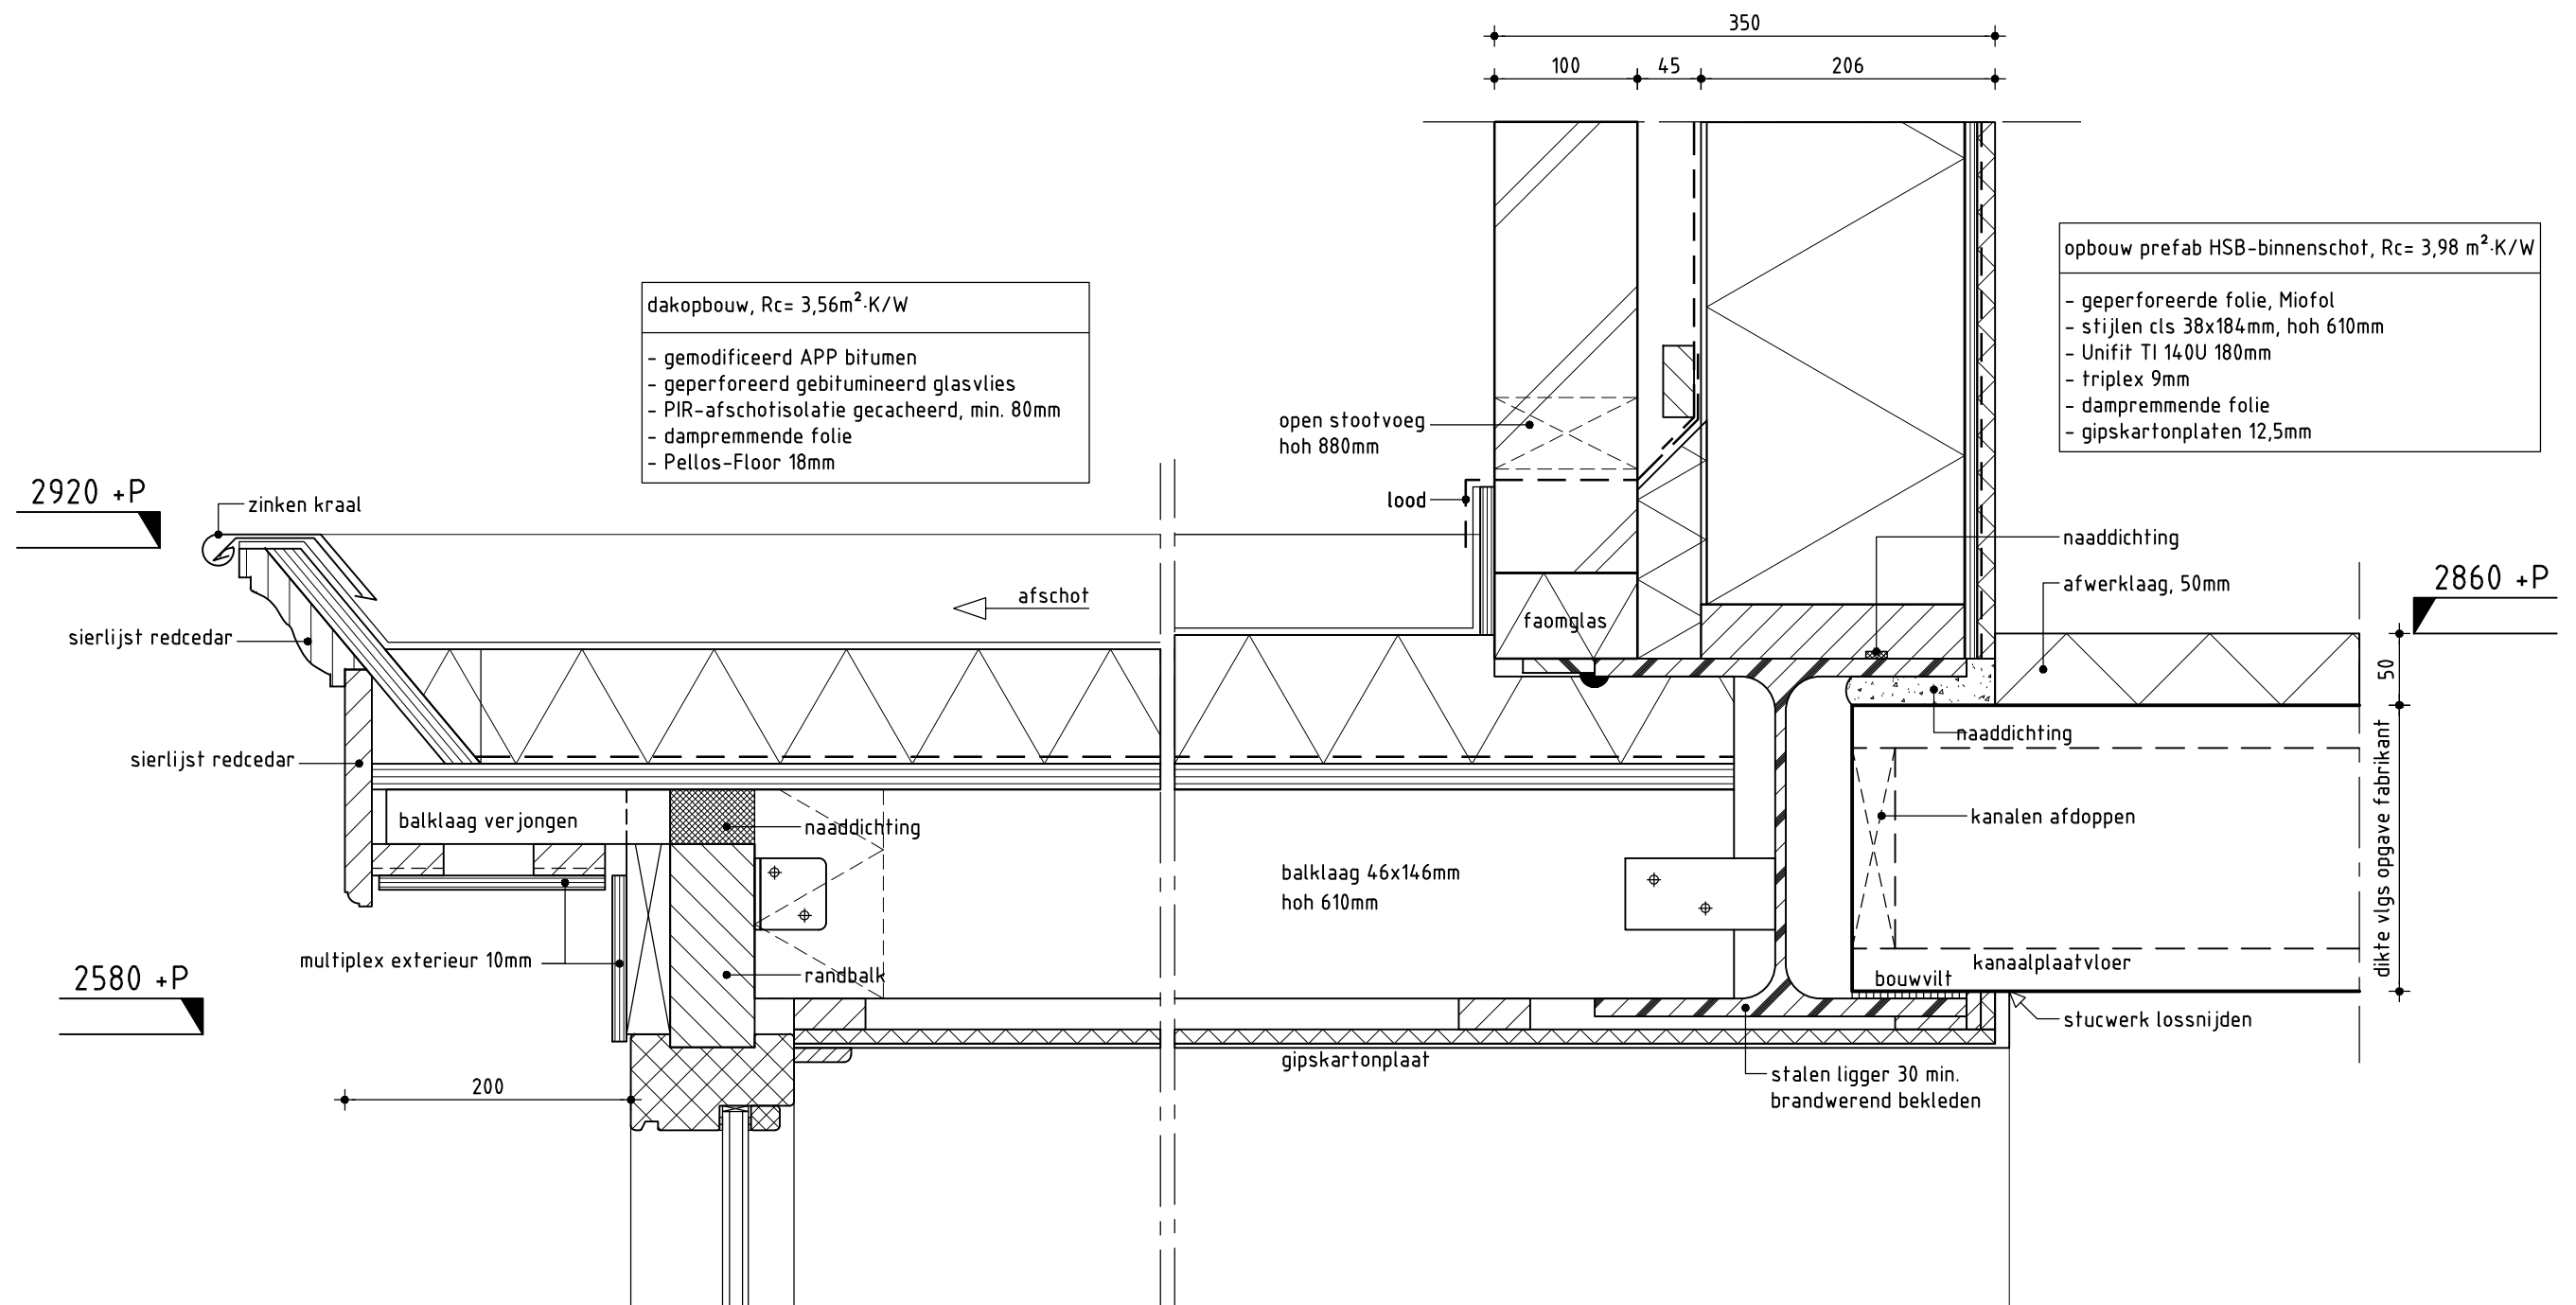 350
100
45
206
opbouw prefab HSB-binnenschot, Rc= 3,98 m²·K/W
- geperforeerde folie, Miofol
- stijlen cls 38x184mm, hoh 610mm
- Unifit TI 140U 180mm
- triplex 9mm
- dampremmende folie
- gipskartonplaten 12,5mm
dakopbouw, Rc= 3,56m²·K/W
- gemodificeerd APP bitumen
- geperforeerd gebitumineerd glasvlies
- PIR-afschotisolatie gecacheerd, min. 80mm
- dampremmende folie
- Pellos-Floor 18mm
open stootvoeg
hoh 880mm
2920 +P
zinken kraal
lood
naaddichting
afwerklaag, 50mm
2860 +P
afschot
faomglas
sierlijst redcedar
50
naaddichting
sierlijst redcedar
dikte vlgs opgave fabrikant
balklaag verjongen
naaddichting
kanalen afdoppen
balklaag 46x146mm
hoh 610mm
multiplex exterieur 10mm
randbalk
kanaalplaatvloer
bouwvilt
2580 +P
stucwerk lossnijden
gipskartonplaat
200
stalen ligger 30 min.
brandwerend bekleden